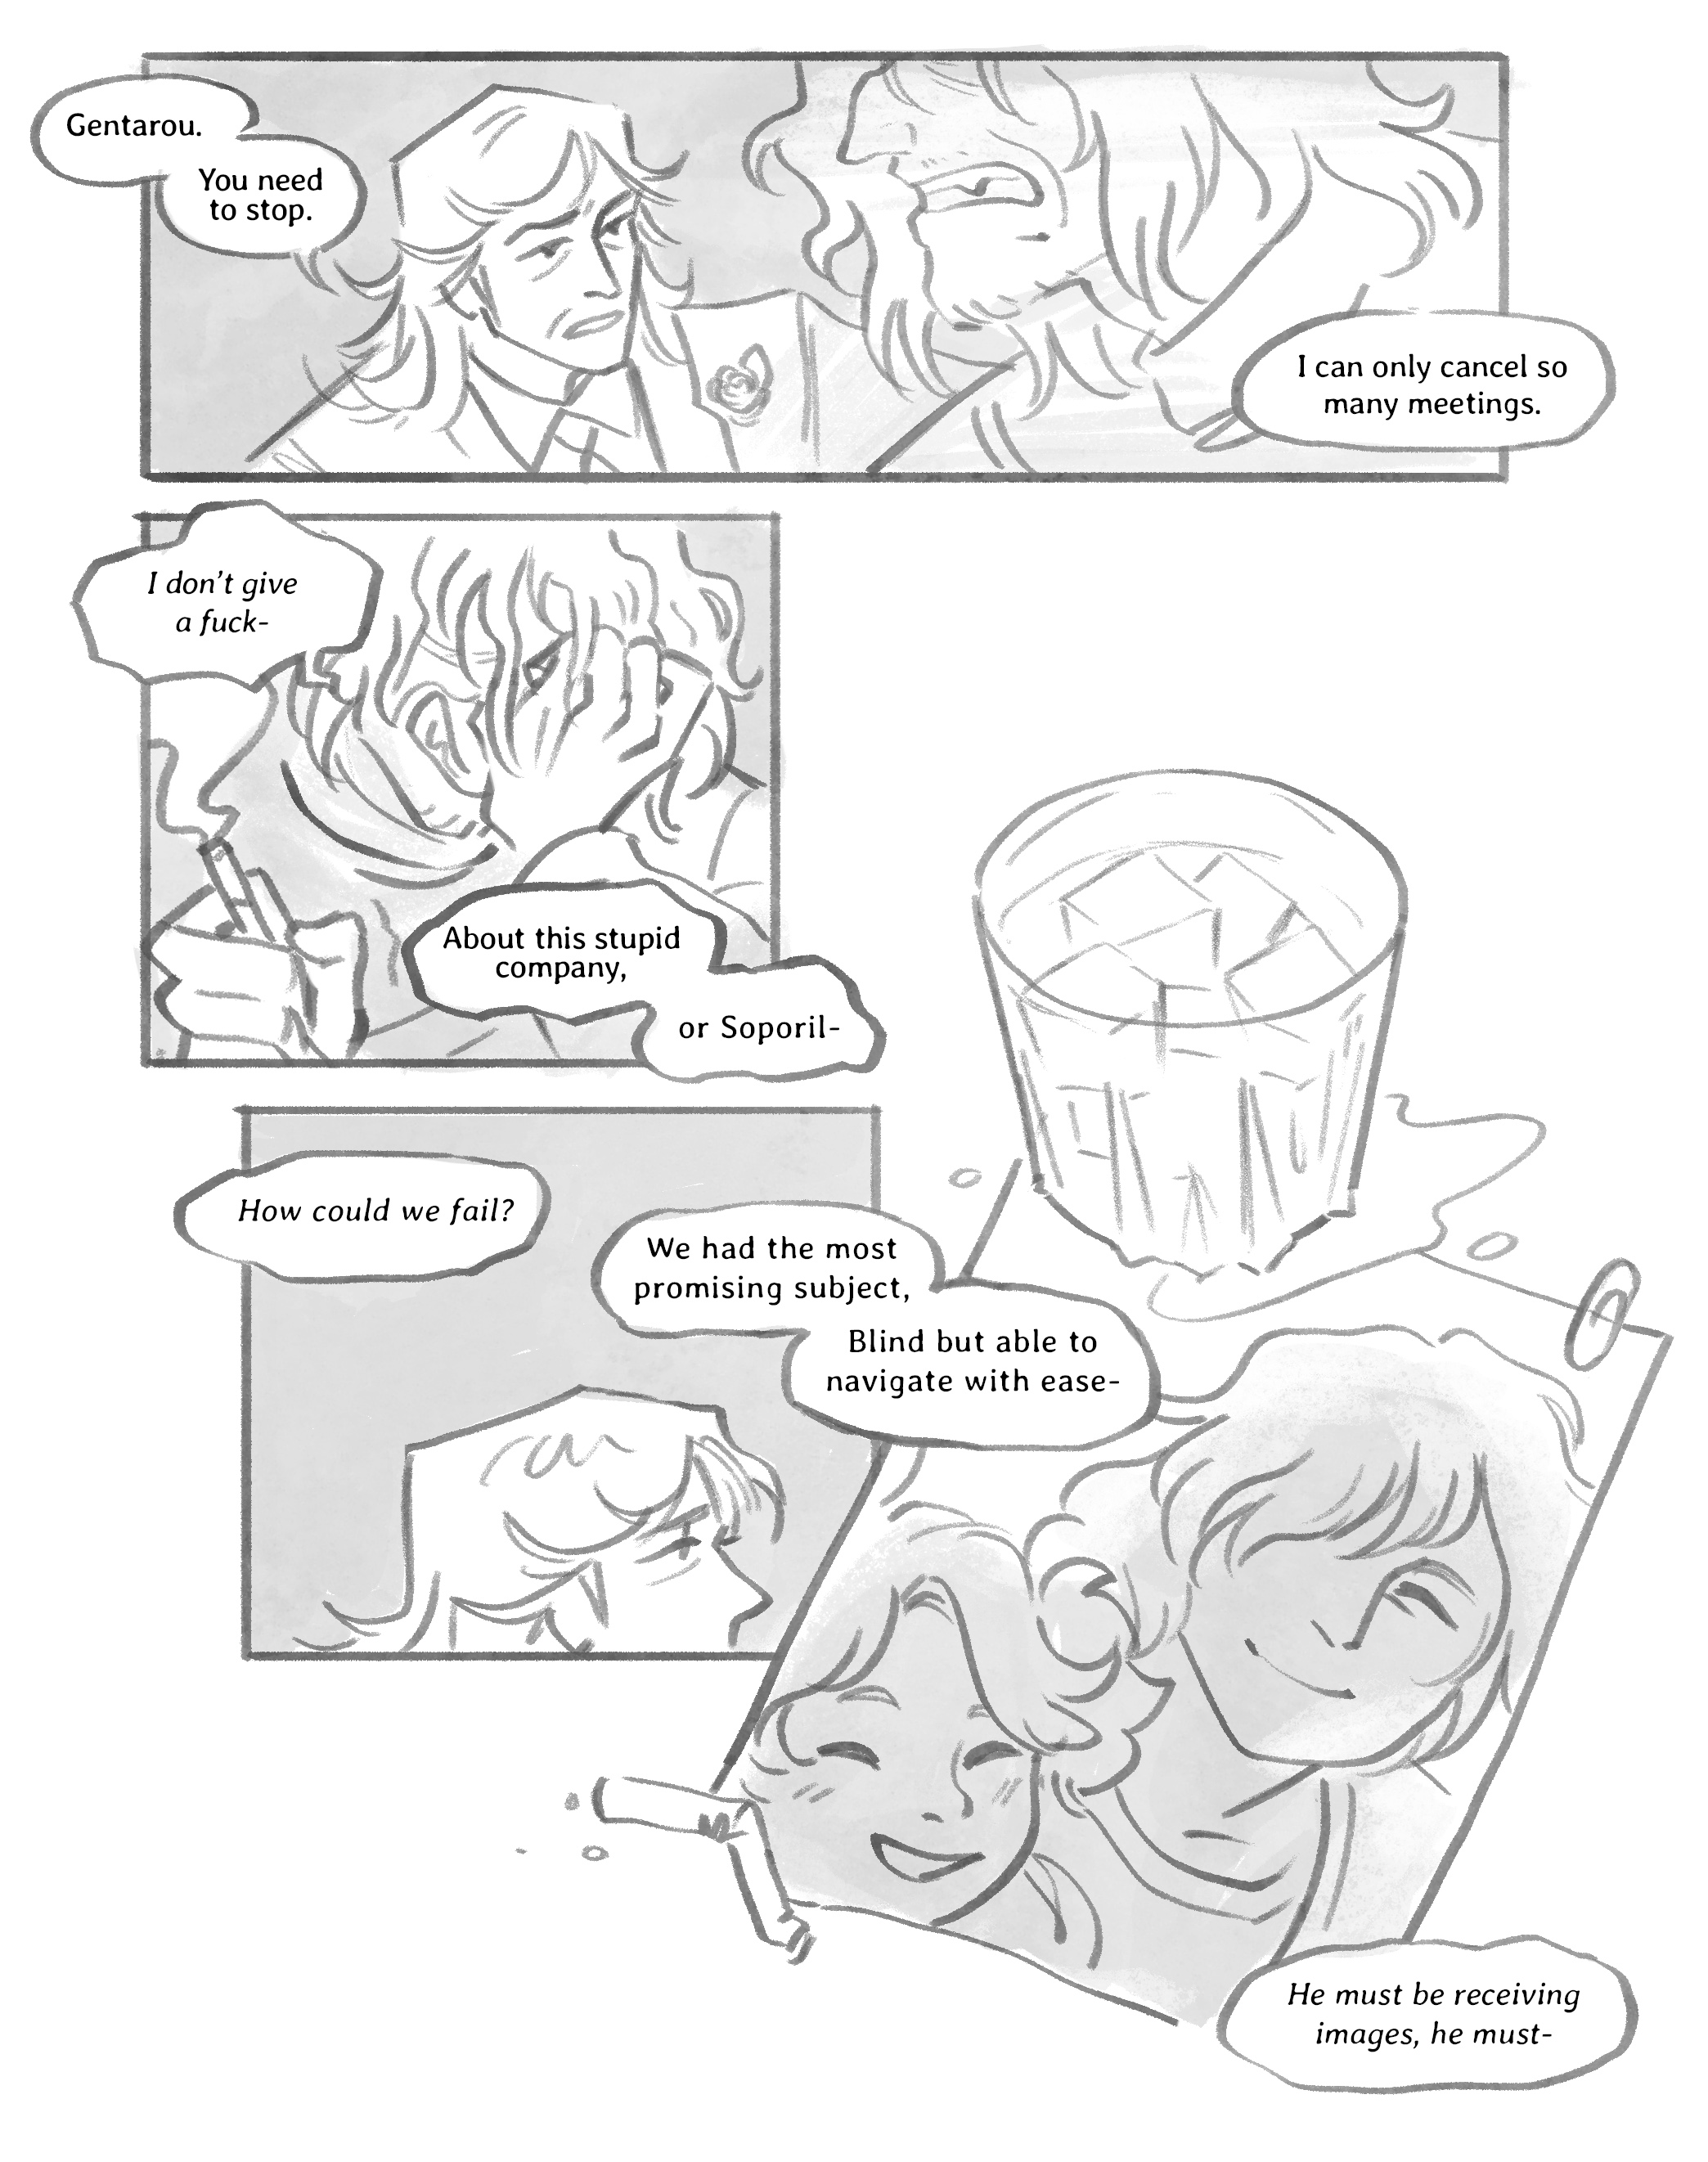 Gentarou.
You need
to stop.
I can only cancel so
many meetings.
I don't give
a fuck-
About this stupid
company,
or Soporil-
How could we fail?
We had the most
promising subject,
Blind but able to
navigate with ease-
He must be receiving
images, he must-